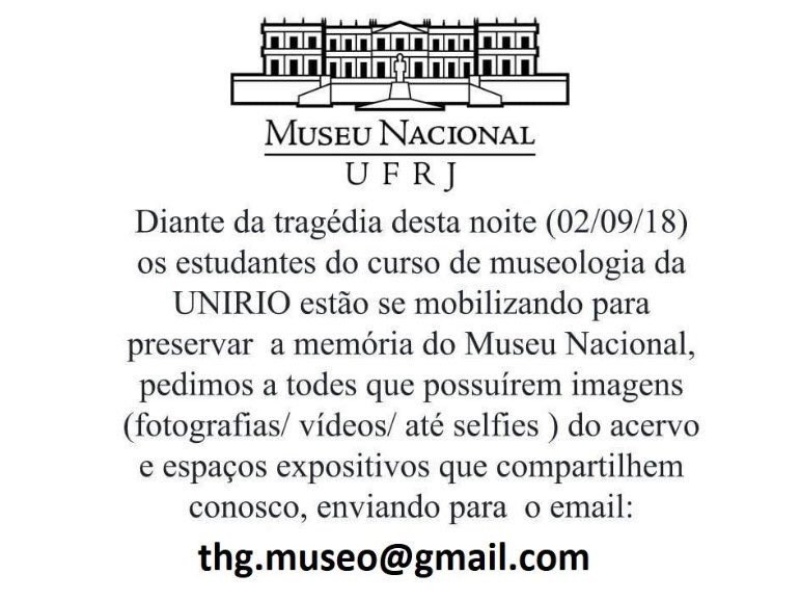 MUSEU NACIONAL
UFRJ
Diante da tragédia desta noite (02/09/18)
os estudantes do curso de museologia da
UNIRIO estão se mobilizando para
preservar  a memória do Museu Nacional,
pedimos a todes que possuírem imagens
(fotografias/ vídeos/ até selfies ) do acervo
e espaços expositivos que compartilhem
conosco, enviando para  o email:
thg.museo@gmail.com